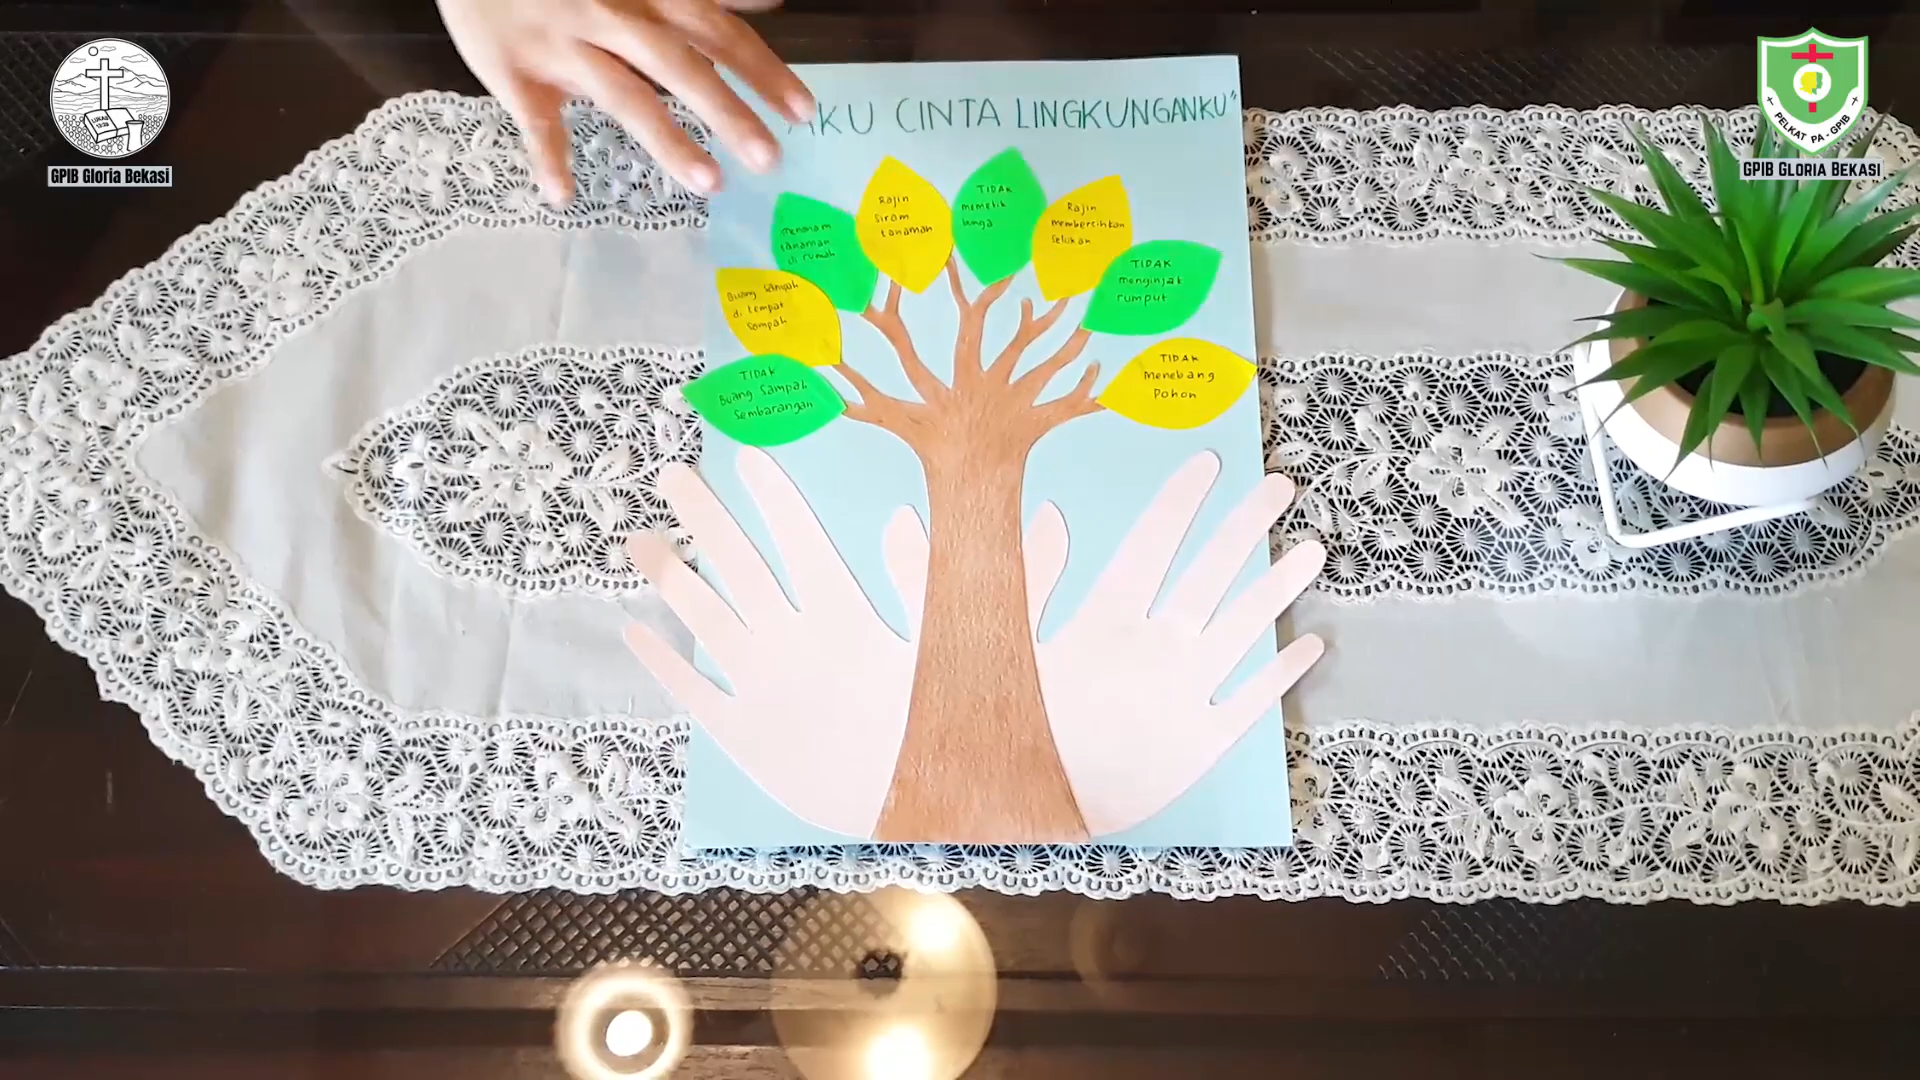 AKU CINTA LINGKUNGANKU"
TIDAK
Buang Sampah
Sembarangan
Buang Sampah
di tempat
Sampah
menanam
tanaman
di rumah
Rajin
Siram
tanaman
TIDAK
memetik
bunga
Rajin
membersihkan
Selokan
TIDAK
menginjak
rumput
TIDAK
Menebang
Pohon
LUKAS
GPIB Gloria Bekasi
PELKAT PA - GPIB
GPIB GLORIA BEKASI